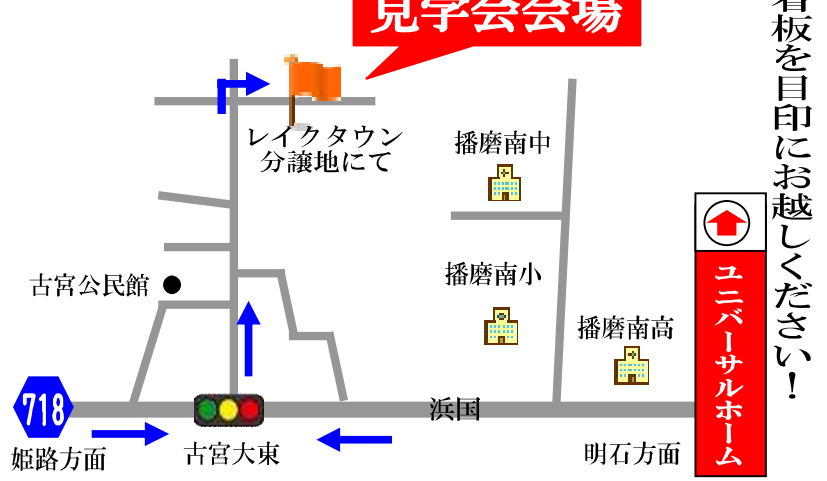 見学会会場
看板を目印にお越しください！
レイクタウン
分譲地にて
播磨南中
播磨南小
古宮公民館
播磨南高
ユニバーサルホーム
718
浜国
姫路方面
古宮大東
明石方面